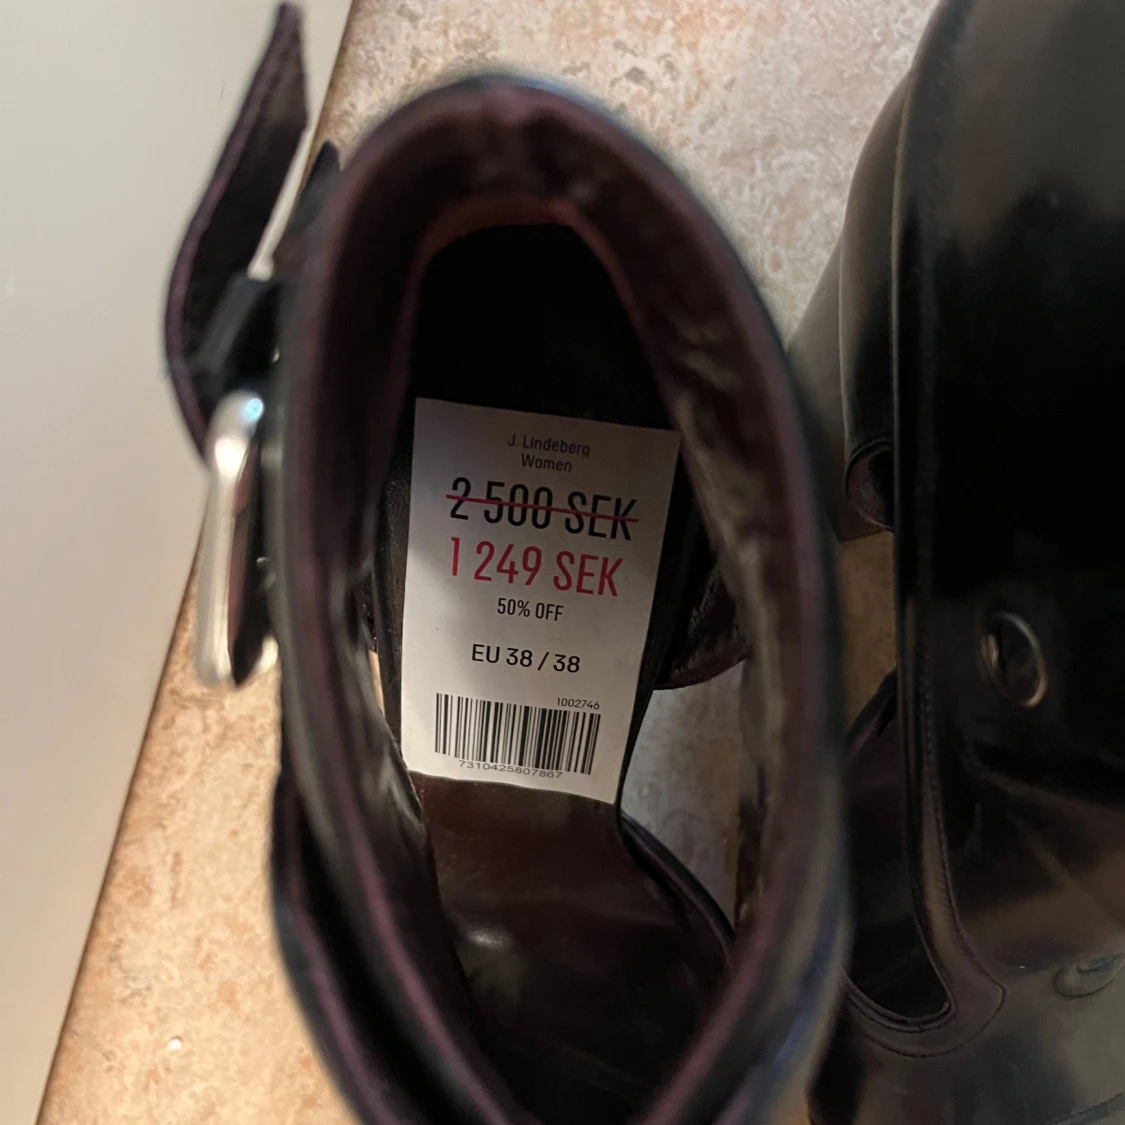 J. Lindeberg
Women
2 500 SEK
1 249 SEK
50% OFF
EU 38 / 38
1002746
7310425807867